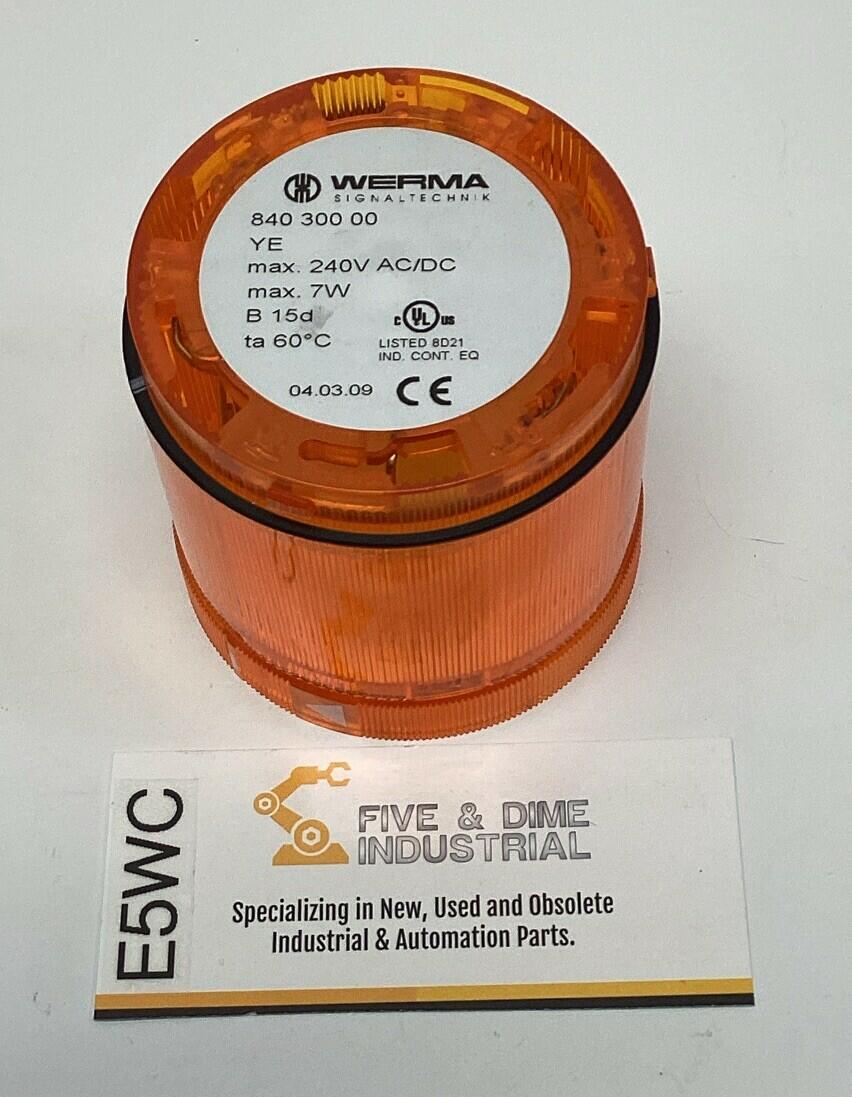 WERMA
SIGNALTECHNIK
840 300 00
YE
max. 240V AC/DC
max. 7W
B 15d
ta 60°C
c UL us
LISTED 8D21
IND. CONT. EQ
04.03.09 CE
E5WC
FIVE & DIME
INDUSTRIAL
Specializing in New, Used and Obsolete
Industrial & Automation Parts.